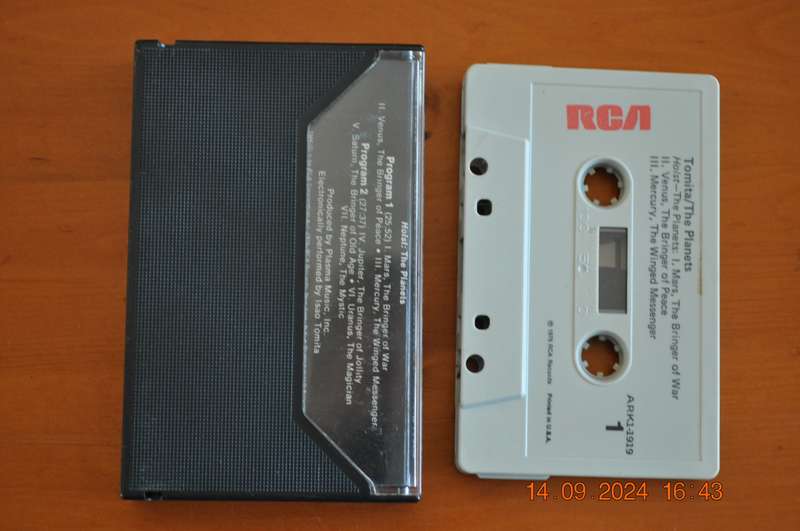 Holst: The Planets
Program 1 (25:52) I. Mars, The Bringer of War
II. Venus, The Bringer of Peace • III. Mercury, The Winged Messenger
Program 2 (27:37) IV. Jupiter, The Bringer of Jollity
V. Saturn, The Bringer of Old Age • VI. Uranus, The Magician
VII. Neptune, The Mystic
Produced by Plasma Music, Inc.
Electronically performed by Isao Tomita
RCA
Tomita/The Planets
Holst—The Planets: I. Mars, The Bringer of War
II. Venus, The Bringer of Peace
III. Mercury, The Winged Messenger
© 1976 RCA Records
Printed in U.S.A.
ARK1-1919
1
14.09.2024 16:43